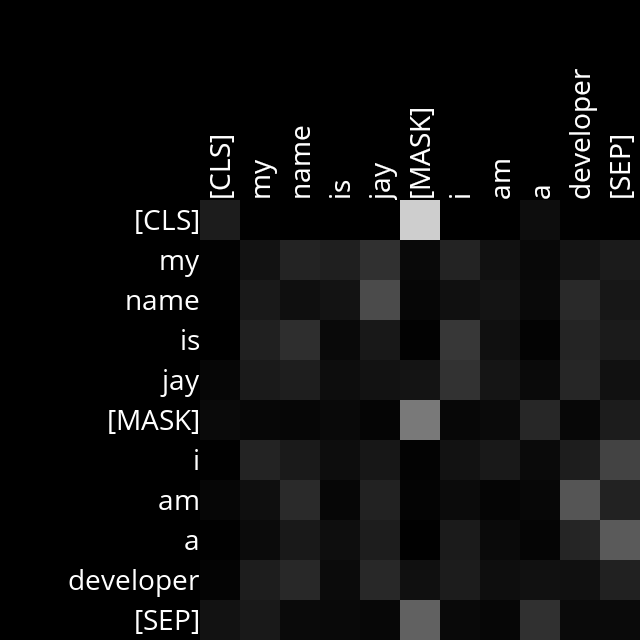 [CLS] my name is jay [MASK] i am a developer [SEP]
[CLS]
my
name
is
jay
[MASK]
i
am
a
developer
[SEP]